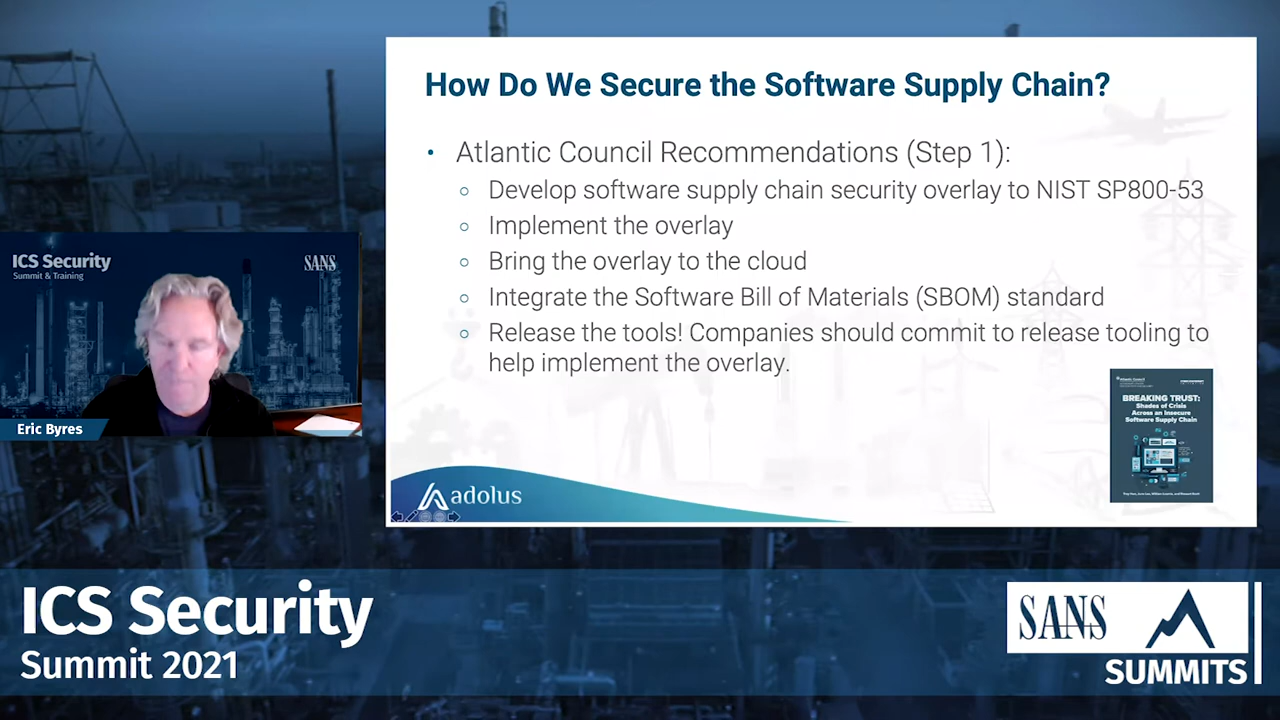 How Do We Secure the Software Supply Chain?
• Atlantic Council Recommendations (Step 1):
○ Develop software supply chain security overlay to NIST SP800-53
○ Implement the overlay
○ Bring the overlay to the cloud
○ Integrate the Software Bill of Materials (SBOM) standard
○ Release the tools! Companies should commit to release tooling to
help implement the overlay.
Atlantic Council
BREAKING TRUST:
Shades of Crisis
Across an Insecure
Software Supply Chain
adolus
ICS Security
Summit & Training
SANS
Eric Byres
ICS Security
Summit 2021
SANS
SUMMITS